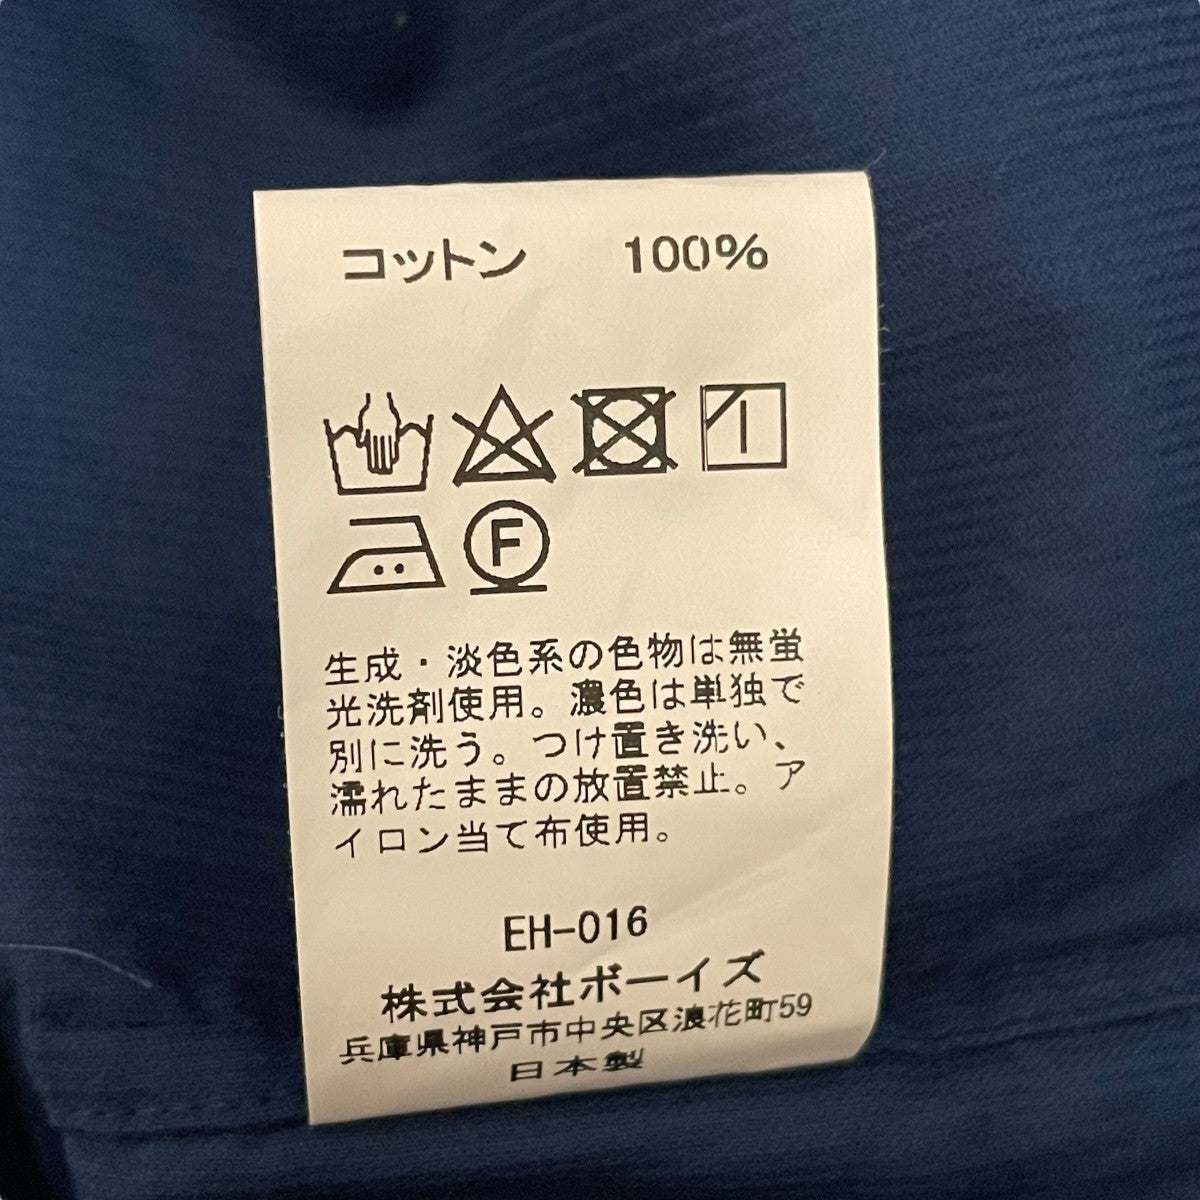 コットン 100%
F
生成・淡色系の色物は無蛍
光洗剤使用。濃色は単独で
別に洗う。つけ置き洗い、
濡れたままの放置禁止。ア
イロン当て布使用。
EH-016
株式会社ボーイズ
兵庫県神戸市中央区浪花町59
日本製